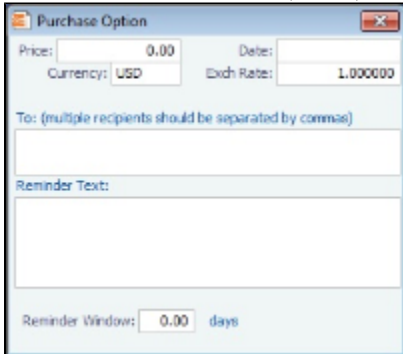 Purchase Option
Price: 0.00 Date:
Currency: USD Exch Rate: 1.000000
To: (multiple recipients should be separated by commas)
Reminder Text:
Reminder Window: 0.00 days